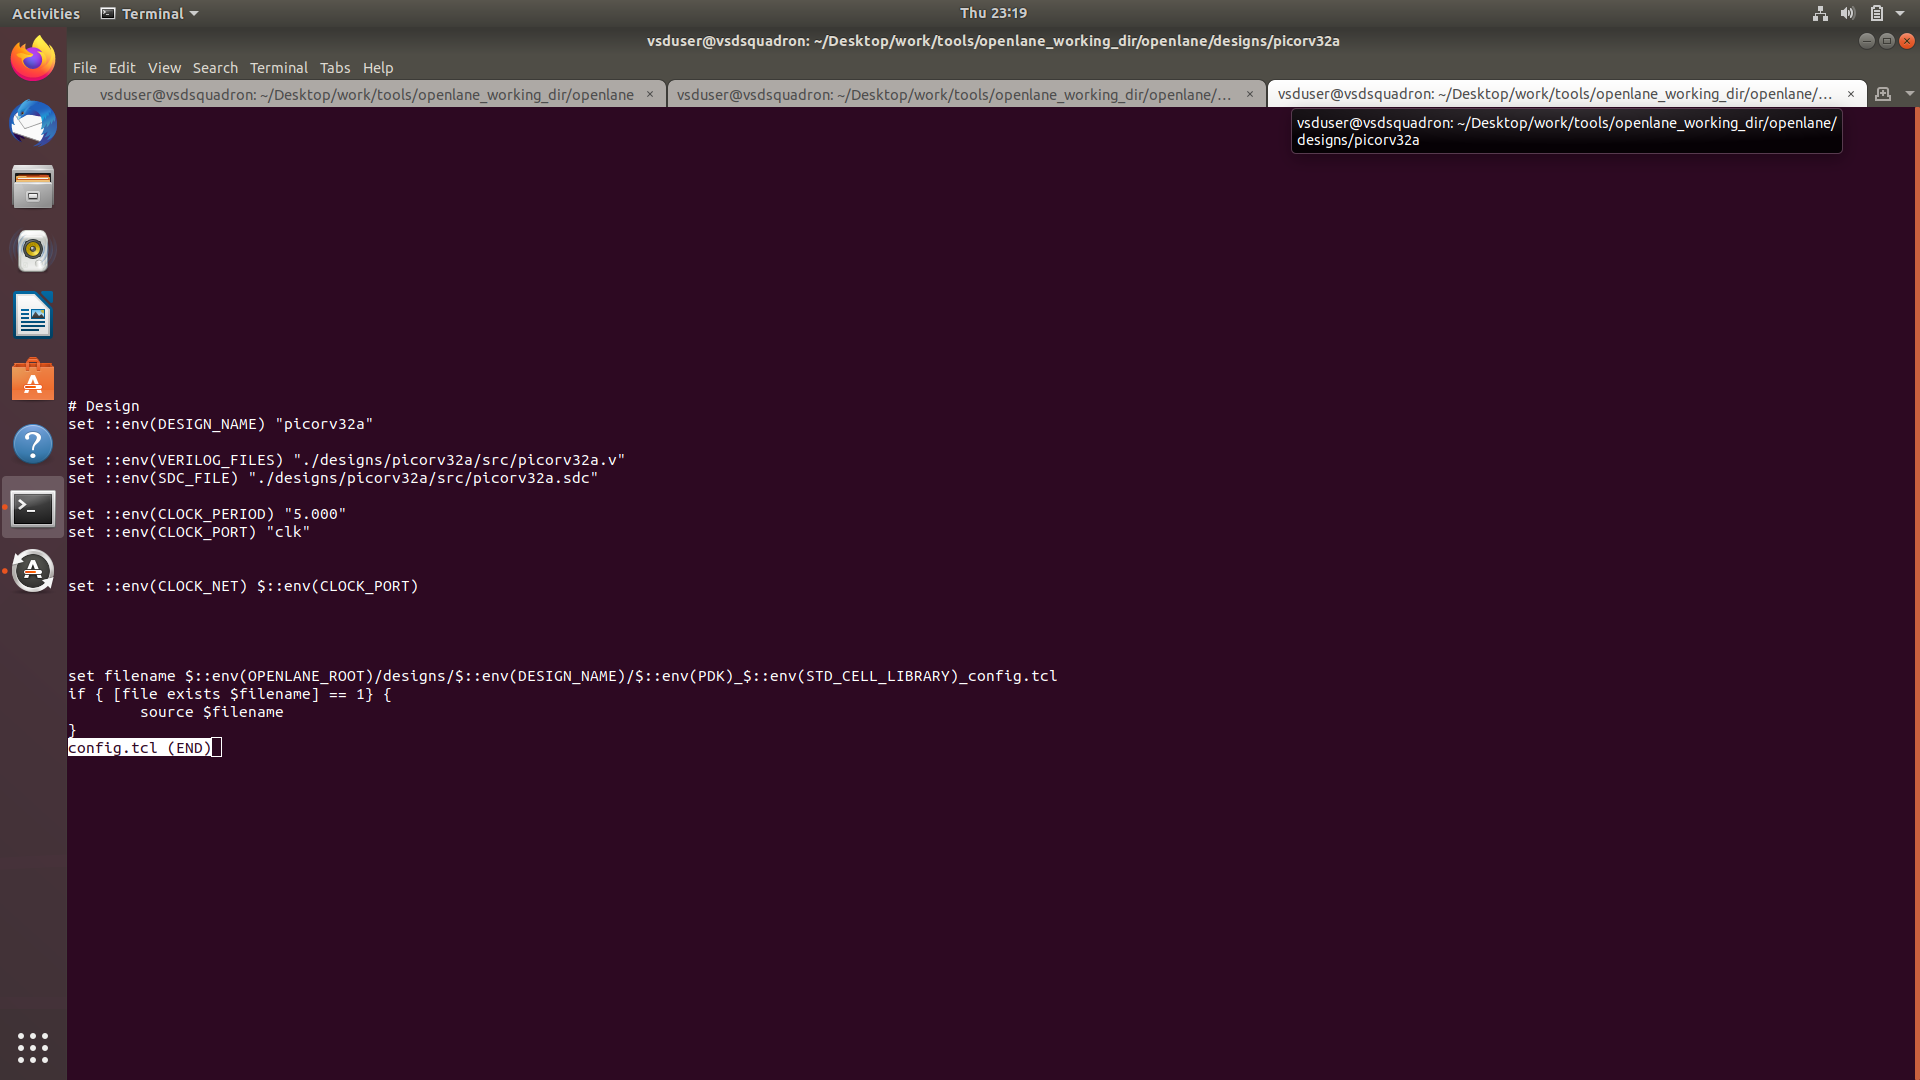 Activities Terminal Thu 23:19
vsduser@vsdsquadron: ~/Desktop/work/tools/openlane_working_dir/openlane/designs/picorv32a
File Edit View Search Terminal Tabs Help
vsduser@vsdsquadron: ~/Desktop/work/tools/openlane_working_dir/openlane × vsduser@vsdsquadron: ~/Desktop/work/tools/openlane_working_dir/openlane/… × vsduser@vsdsquadron: ~/Desktop/work/tools/openlane_working_dir/openlane/… ×
vsduser@vsdsquadron: ~/Desktop/work/tools/openlane_working_dir/openlane/
designs/picorv32a
# Design
set ::env(DESIGN_NAME) "picorv32a"
set ::env(VERILOG_FILES) "./designs/picorv32a/src/picorv32a.v"
set ::env(SDC_FILE) "./designs/picorv32a/src/picorv32a.sdc"
set ::env(CLOCK_PERIOD) "5.000"
set ::env(CLOCK_PORT) "clk"
set ::env(CLOCK_NET) $::env(CLOCK_PORT)
set filename $::env(OPENLANE_ROOT)/designs/$::env(DESIGN_NAME)/$::env(PDK)_$::env(STD_CELL_LIBRARY)_config.tcl
if { [file exists $filename] == 1} {
        source $filename
}
config.tcl (END)